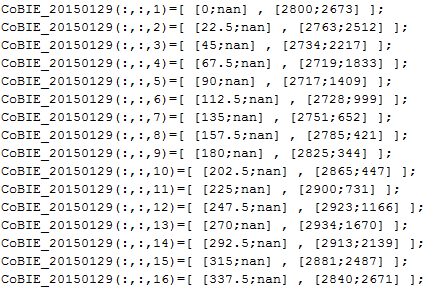 CoBIE_20150129(:,:,1)=[ [0;nan] , [2800;2673] ];
CoBIE_20150129(:,:,2)=[ [22.5;nan] , [2763;2512] ];
CoBIE_20150129(:,:,3)=[ [45;nan] , [2734;2217] ];
CoBIE_20150129(:,:,4)=[ [67.5;nan] , [2719;1833] ];
CoBIE_20150129(:,:,5)=[ [90;nan] , [2717;1409] ];
CoBIE_20150129(:,:,6)=[ [112.5;nan] , [2728;999] ];
CoBIE_20150129(:,:,7)=[ [135;nan] , [2751;652] ];
CoBIE_20150129(:,:,8)=[ [157.5;nan] , [2785;421] ];
CoBIE_20150129(:,:,9)=[ [180;nan] , [2825;344] ];
CoBIE_20150129(:,:,10)=[ [202.5;nan] , [2865;447] ];
CoBIE_20150129(:,:,11)=[ [225;nan] , [2900;731] ];
CoBIE_20150129(:,:,12)=[ [247.5;nan] , [2923;1166] ];
CoBIE_20150129(:,:,13)=[ [270;nan] , [2934;1670] ];
CoBIE_20150129(:,:,14)=[ [292.5;nan] , [2913;2139] ];
CoBIE_20150129(:,:,15)=[ [315;nan] , [2881;2487] ];
CoBIE_20150129(:,:,16)=[ [337.5;nan] , [2840;2671] ];